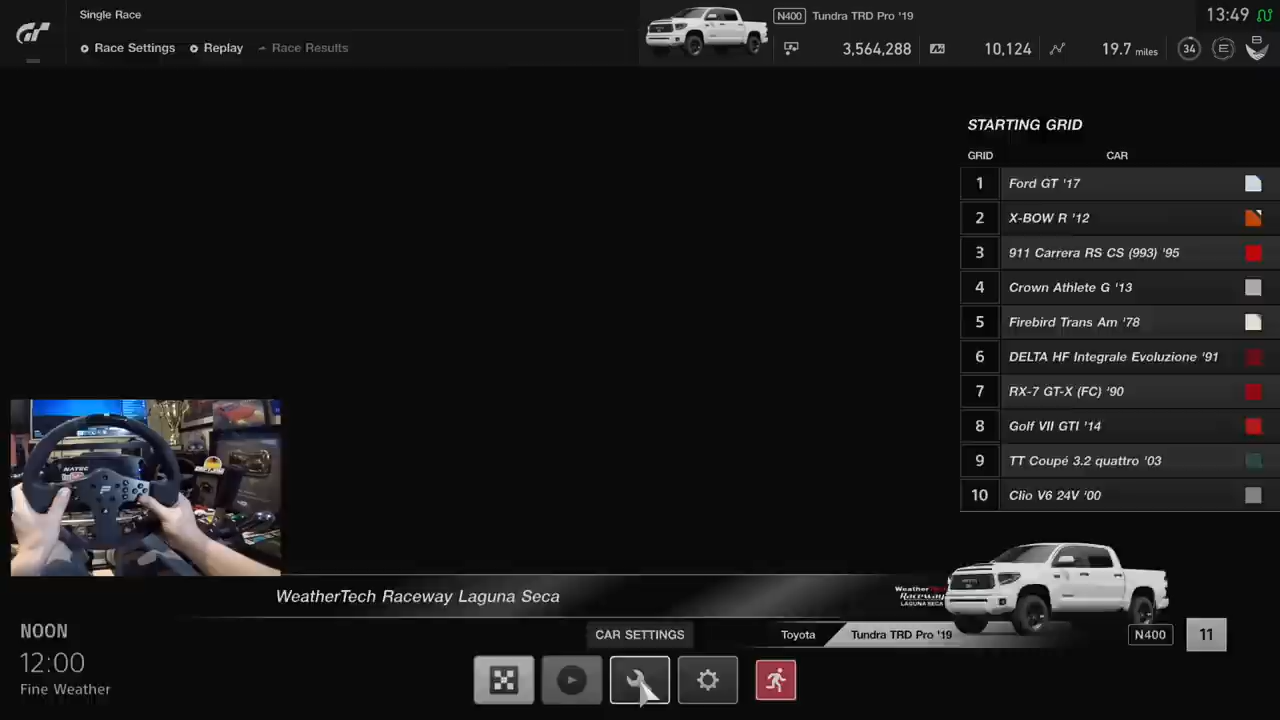 Single Race
Race Settings Replay Race Results
N400 Tundra TRD Pro '19
3,564,288 10,124 19.7 miles 34 E
13:49
STARTING GRID
GRID CAR
1 Ford GT '17
2 X-BOW R '12
3 911 Carrera RS CS (993) '95
4 Crown Athlete G '13
5 Firebird Trans Am '78
6 DELTA HF Integrale Evoluzione '91
7 RX-7 GT-X (FC) '90
8 Golf VII GTI '14
9 TT Coupé 3.2 quattro '03
10 Clio V6 24V '00
WeatherTech Raceway Laguna Seca
WeatherTech
Raceway
LAGUNA SECA
NOON
12:00
Fine Weather
CAR SETTINGS
Toyota Tundra TRD Pro '19 N400 11